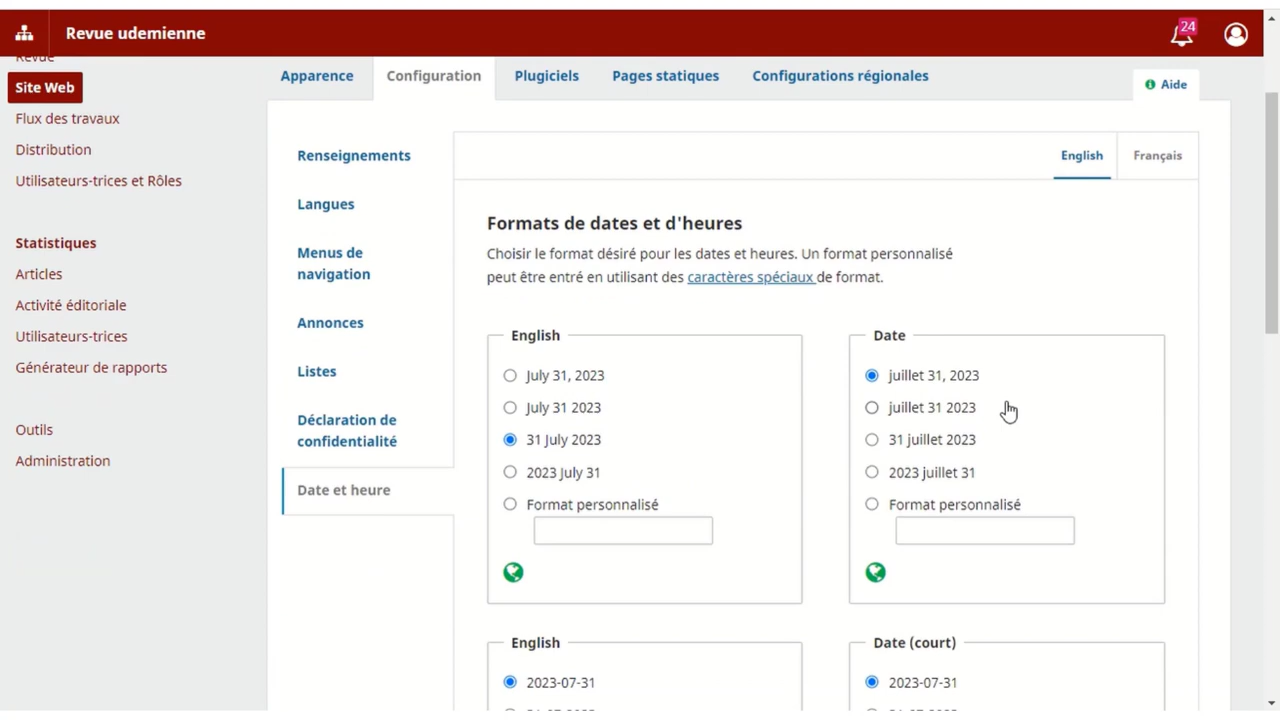 Revue udemienne
24
Revue
Site Web
Flux des travaux
Distribution
Utilisateurs-trices et Rôles
Statistiques
Articles
Activité éditoriale
Utilisateurs-trices
Générateur de rapports
Outils
Administration
Apparence
Configuration
Plugiciels
Pages statiques
Configurations régionales
Aide
Renseignements
Langues
Menus de
navigation
Annonces
Listes
Déclaration de
confidentialité
Date et heure
English
Français
Formats de dates et d'heures
Choisir le format désiré pour les dates et heures. Un format personnalisé
peut être entré en utilisant des caractères spéciaux de format.
English
July 31, 2023
July 31 2023
31 July 2023
2023 July 31
Format personnalisé
Date
juillet 31, 2023
juillet 31 2023
31 juillet 2023
2023 juillet 31
Format personnalisé
English
2023-07-31
Date (court)
2023-07-31